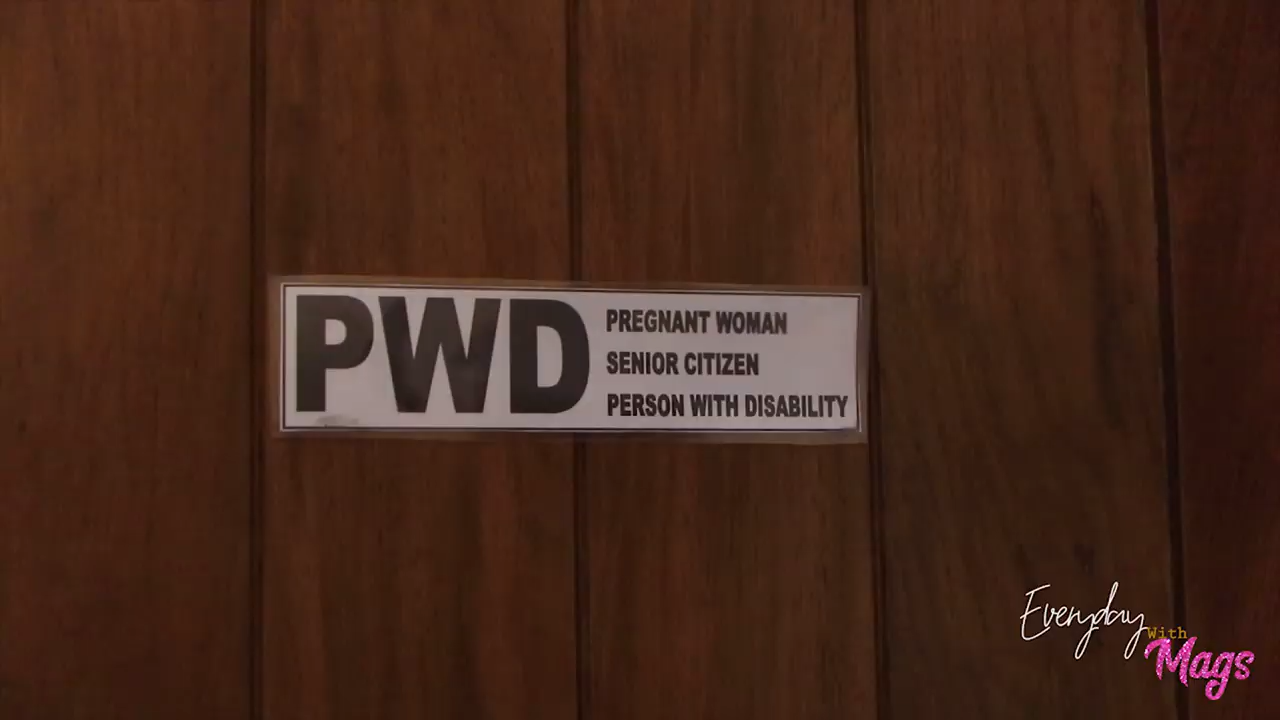 PWD
PREGNANT WOMAN
SENIOR CITIZEN
PERSON WITH DISABILITY
Everyday
With
Mags